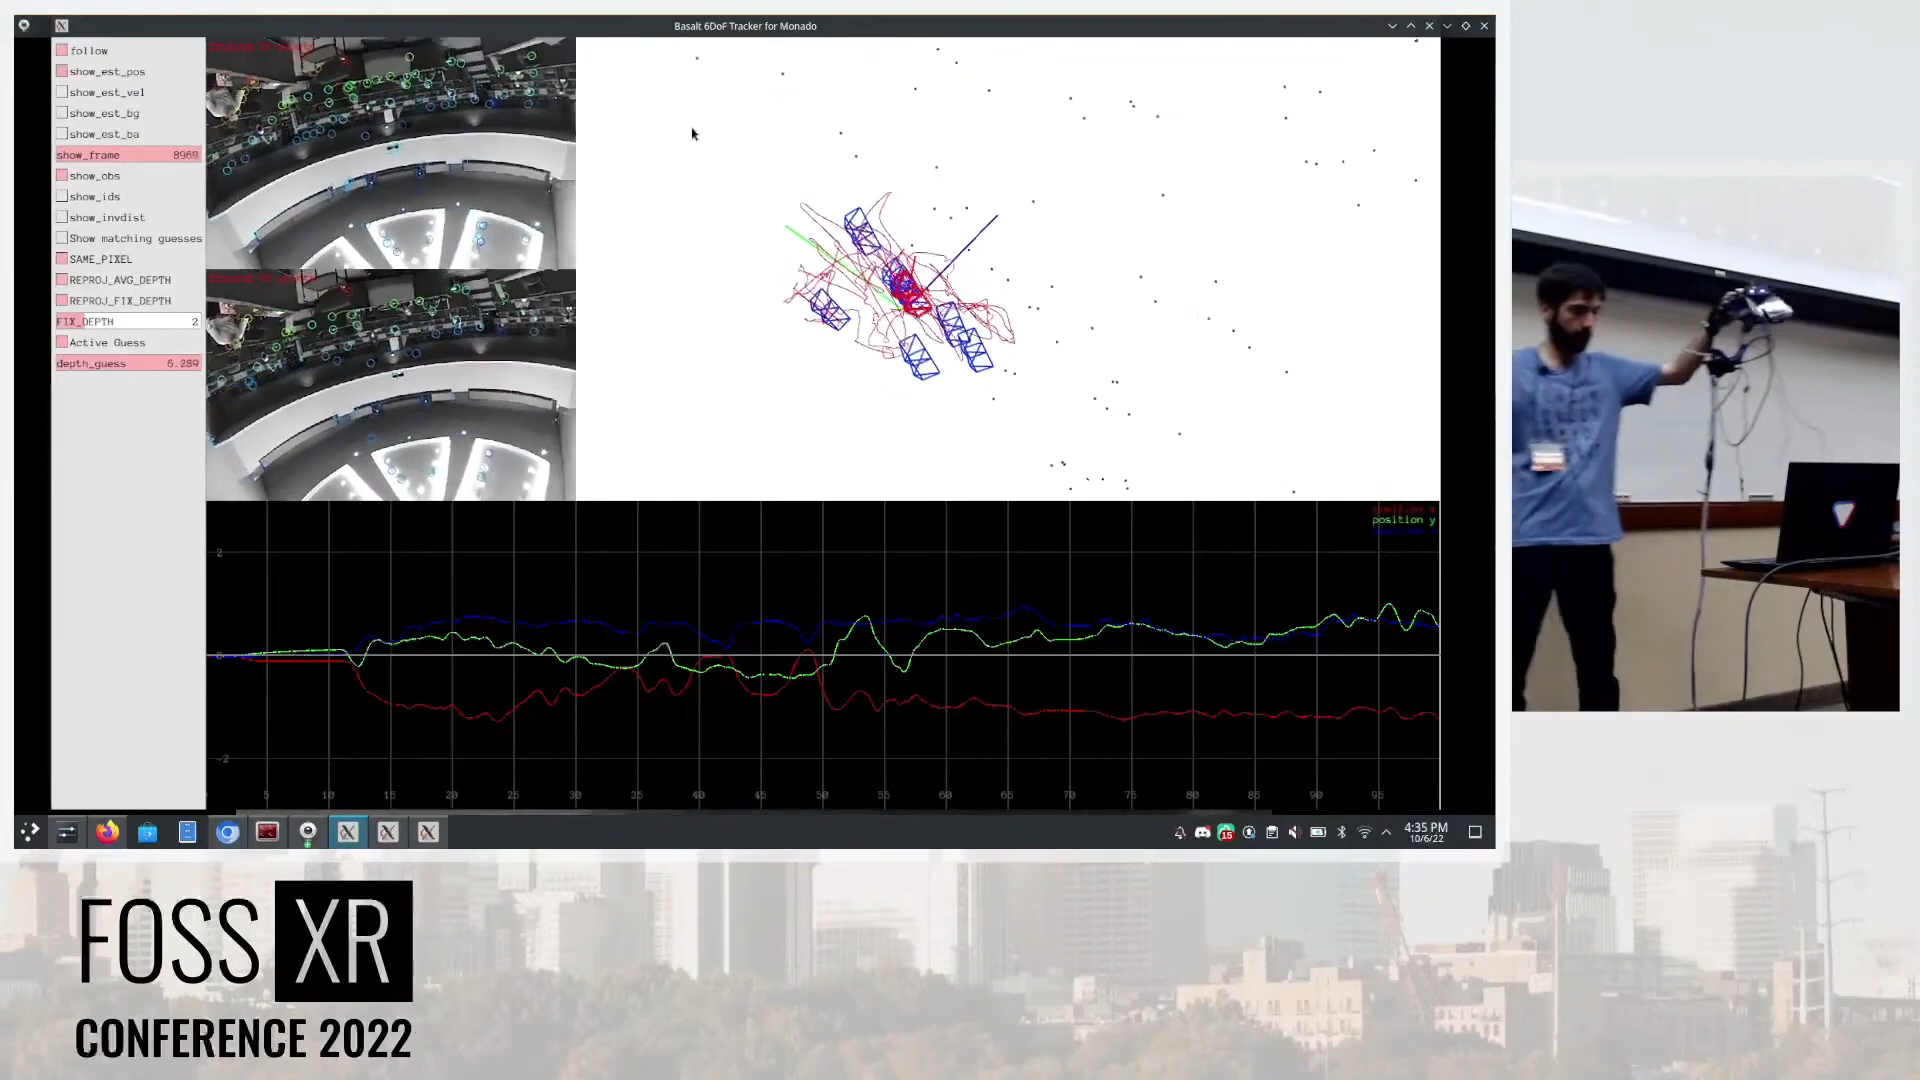 Basalt 6DoF Tracker for Monado
follow
show_est_pos
show_est_vel
show_est_bg
show_est_ba
show_frame 8969
show_obs
show_ids
show_invdist
Show matching guesses
SAME_PIXEL
REPROJ_AVG_DEPTH
REPROJ_FIX_DEPTH
FIX_DEPTH 2
Active Guess
depth_guess 6.289
position x
position y
2
0
-2
5 10 15 20 25 30 35 40 45 50 55 60 65 70 75 80 85 90 95
15
4:35 PM
10/6/22
FOSS XR
CONFERENCE 2022